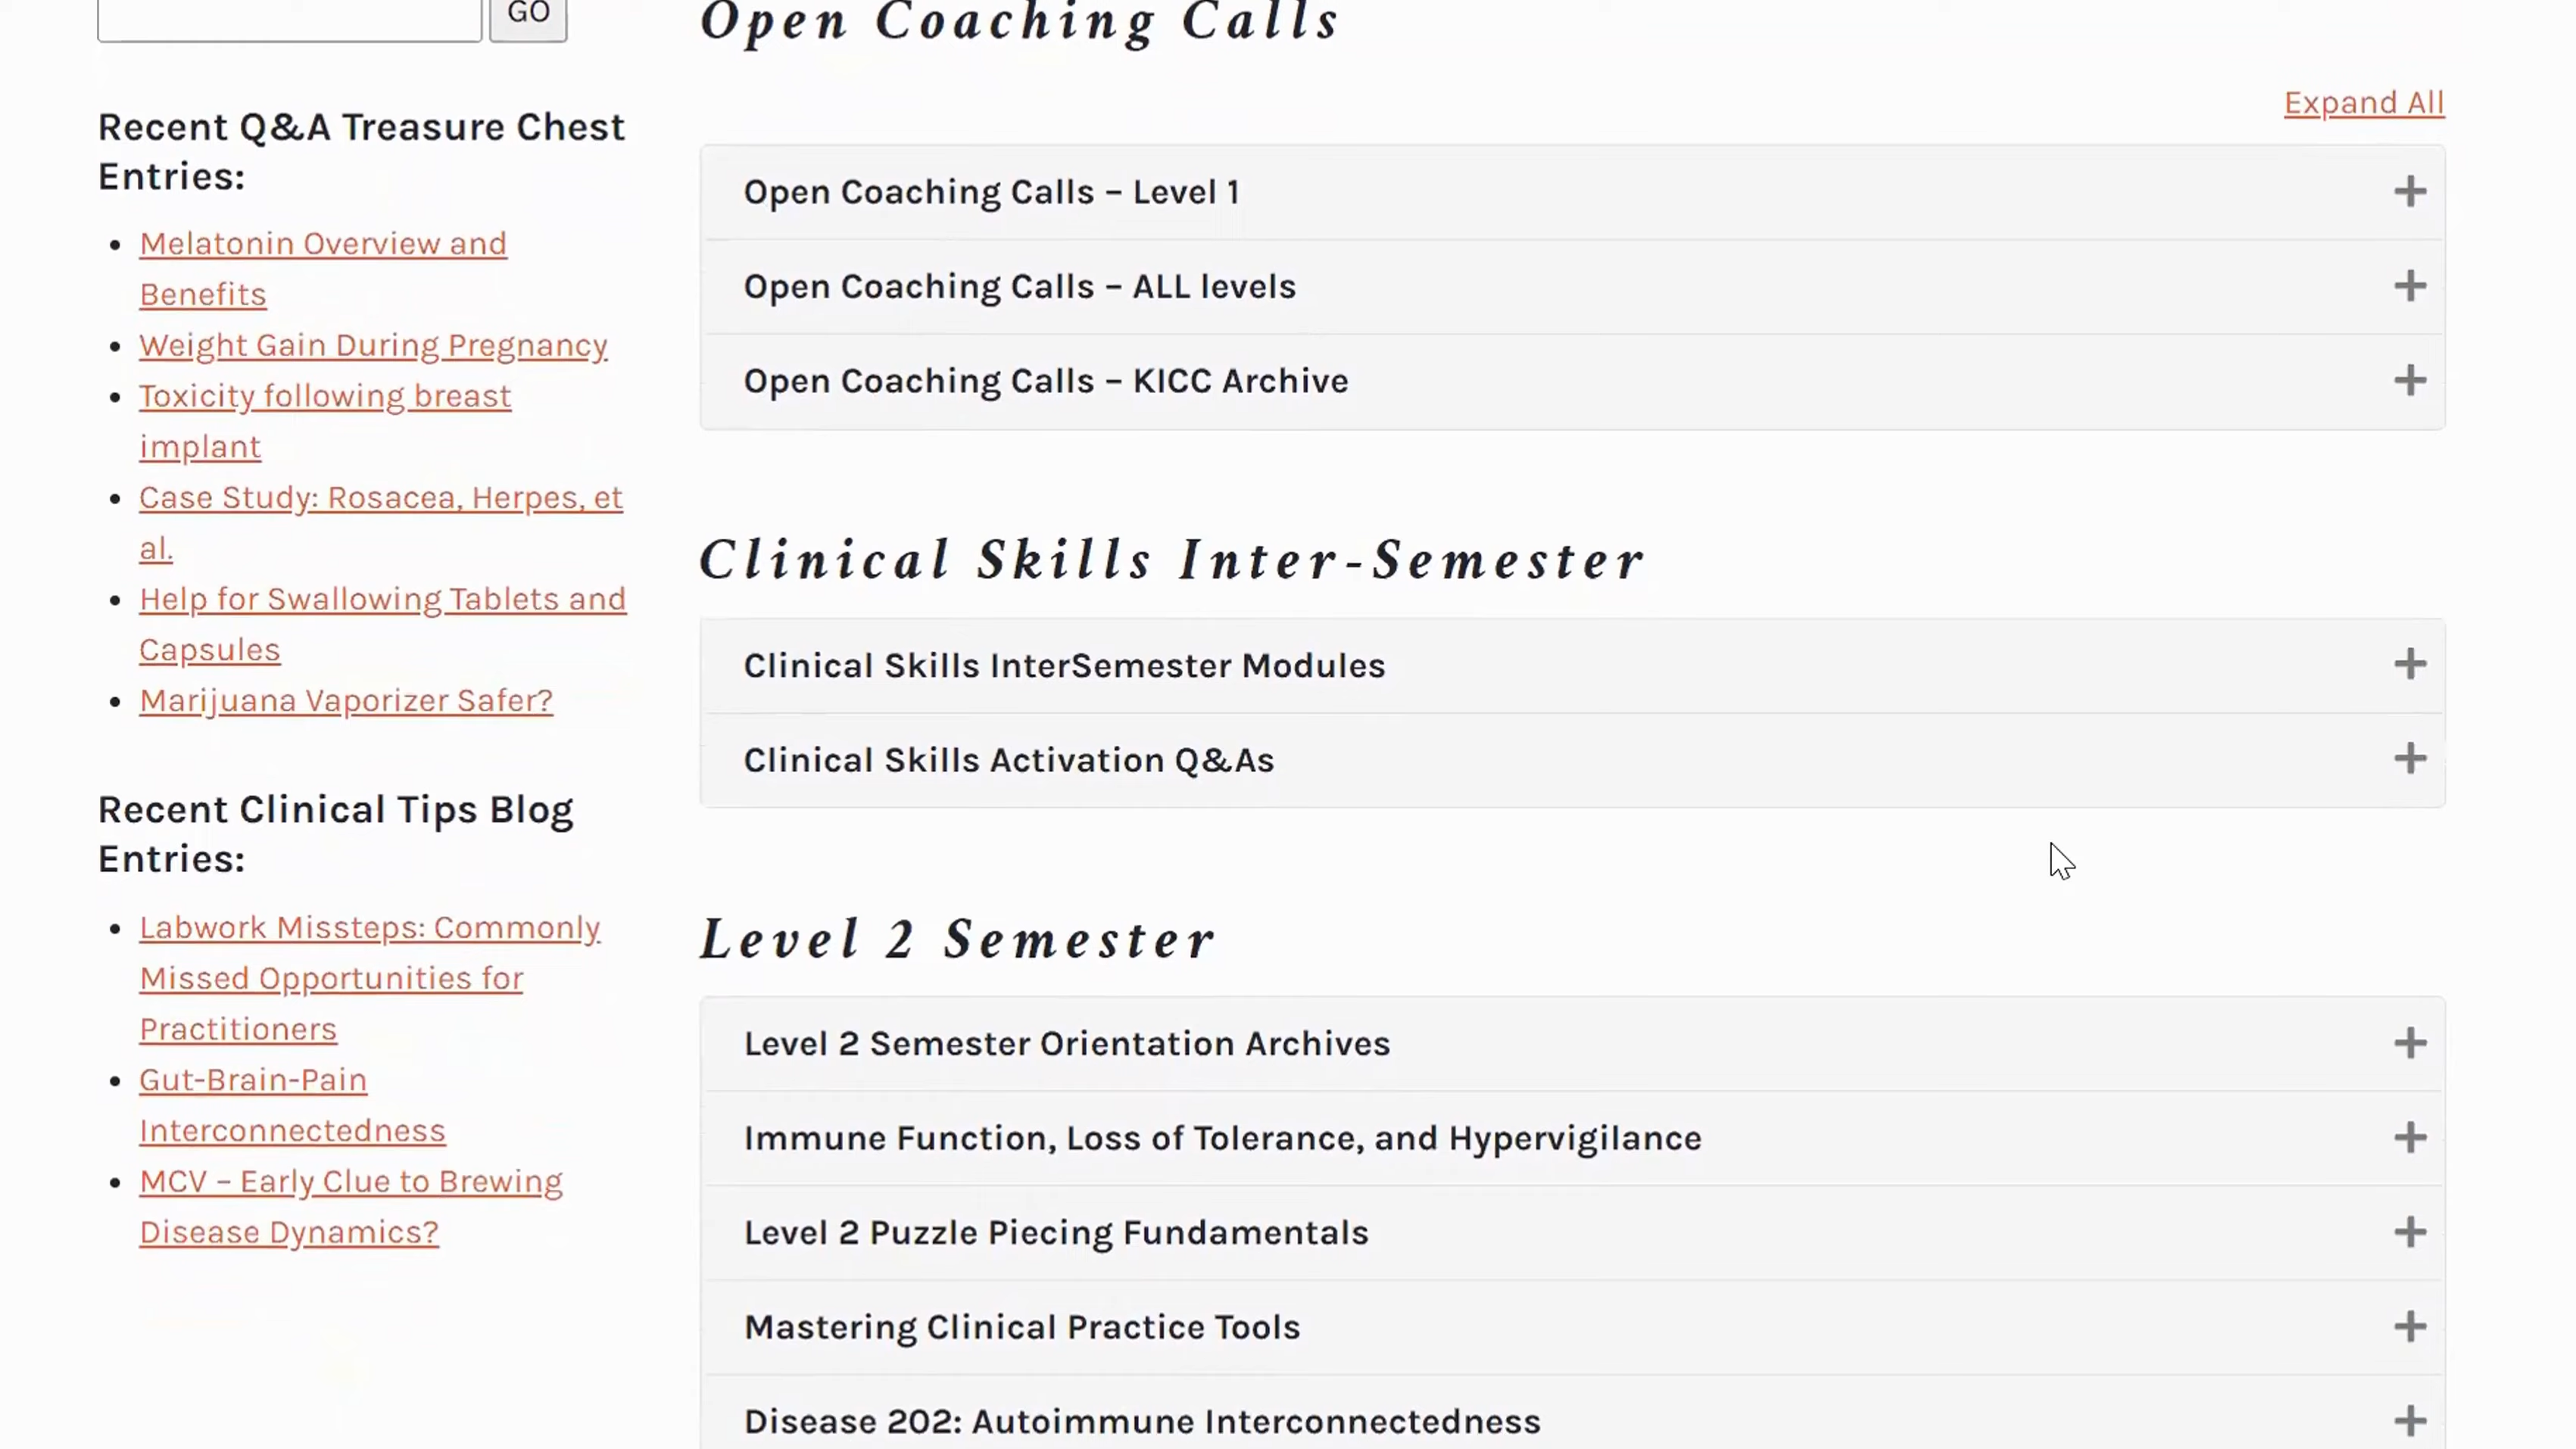 GO
Recent Q&A Treasure Chest
Entries:
Melatonin Overview and
Benefits
Weight Gain During Pregnancy
Toxicity following breast
implant
Case Study: Rosacea, Herpes, et
al.
Help for Swallowing Tablets and
Capsules
Marijuana Vaporizer Safer?
Recent Clinical Tips Blog
Entries:
Labwork Missteps: Commonly
Missed Opportunities for
Practitioners
Gut-Brain-Pain
Interconnectedness
MCV – Early Clue to Brewing
Disease Dynamics?
Open Coaching Calls
Expand All
Open Coaching Calls – Level 1
Open Coaching Calls – ALL levels
Open Coaching Calls – KICC Archive
Clinical Skills Inter-Semester
Clinical Skills InterSemester Modules
Clinical Skills Activation Q&As
Level 2 Semester
Level 2 Semester Orientation Archives
Immune Function, Loss of Tolerance, and Hypervigilance
Level 2 Puzzle Piecing Fundamentals
Mastering Clinical Practice Tools
Disease 202: Autoimmune Interconnectedness